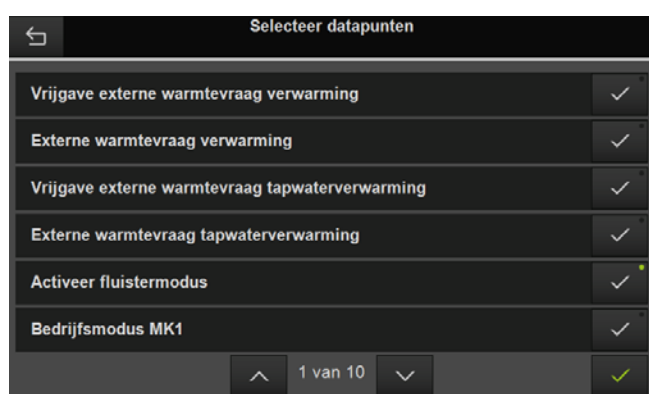 Selecteer datapunten
Vrijgave externe warmtevraag verwarming
Externe warmtevraag verwarming
Vrijgave externe warmtevraag tapwaterverwarming
Externe warmtevraag tapwaterverwarming
Activeer fluistermodus
Bedrijfsmodus MK1
1 van 10